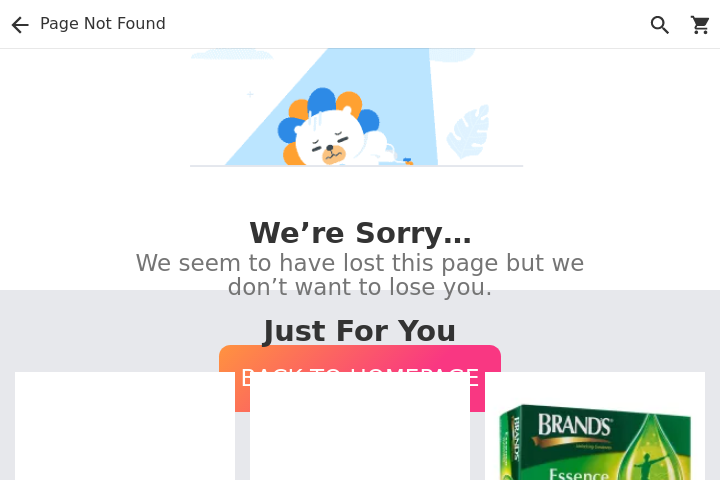 Page Not Found
We’re Sorry…
We seem to have lost this page but we
don’t want to lose you.
Just For You
BACK TO HOMEPAGE
BRAND'S
Essence